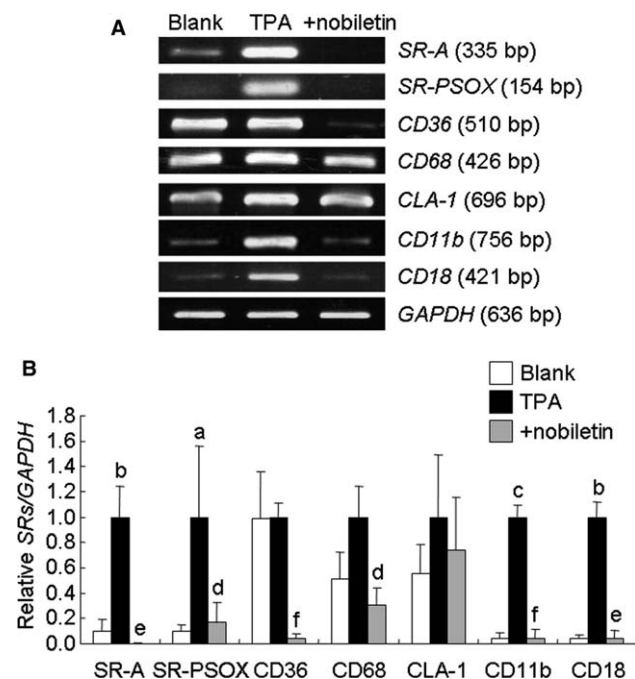 A
Blank TPA +nobiletin
SR-A (335 bp)
SR-PSOX (154 bp)
CD36 (510 bp)
CD68 (426 bp)
CLA-1 (696 bp)
CD11b (756 bp)
CD18 (421 bp)
GAPDH (636 bp)
B
Blank
TPA
+nobiletin
Relative SRs/GAPDH
1.8
1.6
1.4
1.2
1.0
0.8
0.6
0.4
0.2
0.0
b e a d f d c f b e
SR-A SR-PSOX CD36 CD68 CLA-1 CD11b CD18